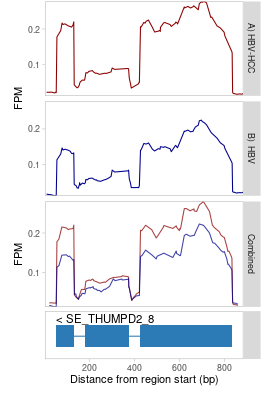 0.2
0.1
A) HBV-HCC
0.2
0.1
B) HBV
FPM
FPM
0.2
0.1
Combined
< SE_THUMPD2_8
200
400
600
800
Distance from region start (bp)